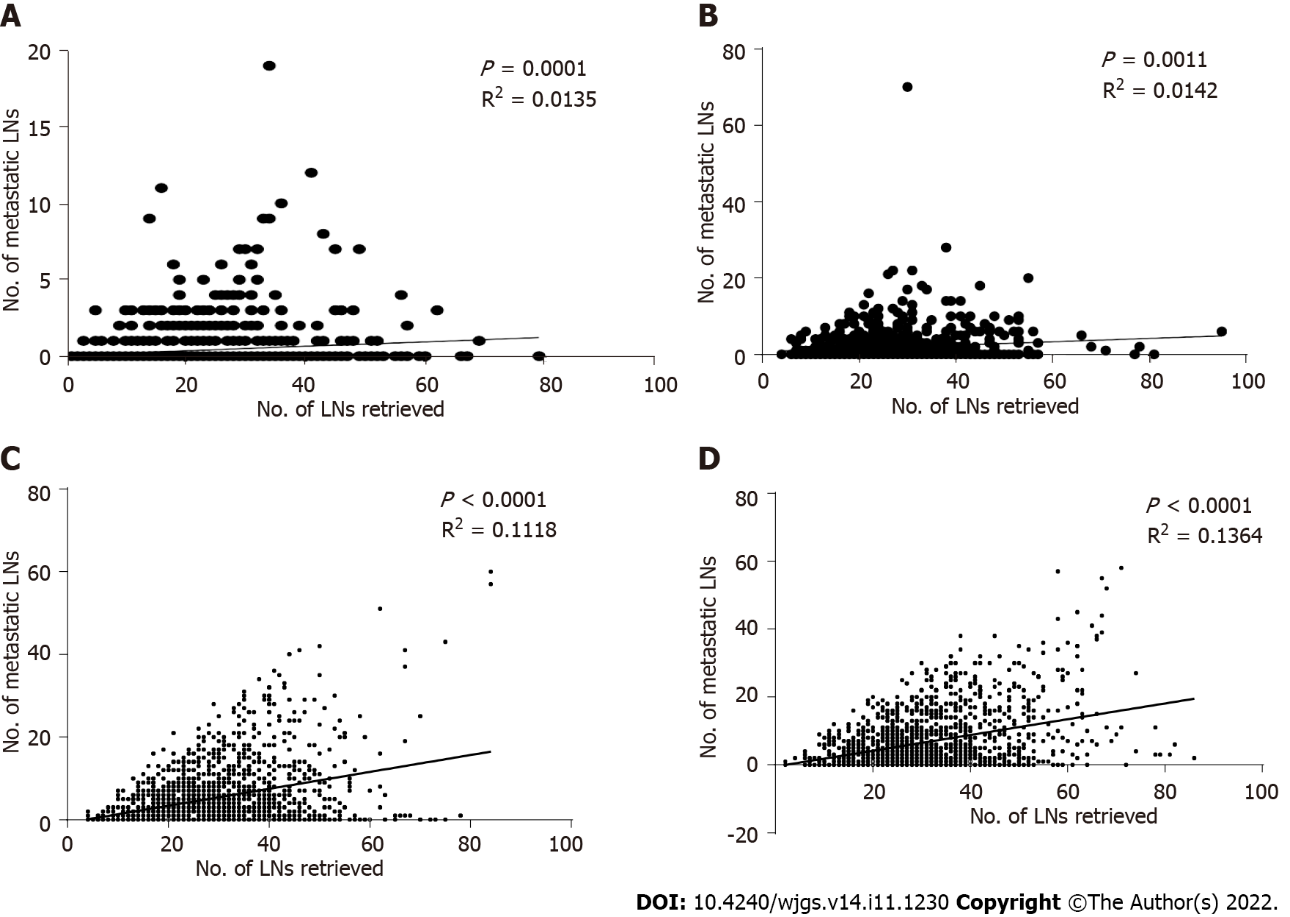 A
P = 0.0001
R² = 0.0135
No. of metastatic LNs
20
15
10
5
0
0 20 40 60 80 100
No. of LNs retrieved
B
P = 0.0011
R² = 0.0142
No. of metastatic LNs
80
60
40
20
0
0 20 40 60 80 100
No. of LNs retrieved
C
P < 0.0001
R² = 0.1118
No. of metastatic LNs
80
60
40
20
0
0 20 40 60 80 100
No. of LNs retrieved
D
P < 0.0001
R² = 0.1364
No. of metastatic LNs
80
60
40
20
0
-20
20 40 60 80 100
No. of LNs retrieved
DOI: 10.4240/wjgs.v14.i11.1230 Copyright ©The Author(s) 2022.